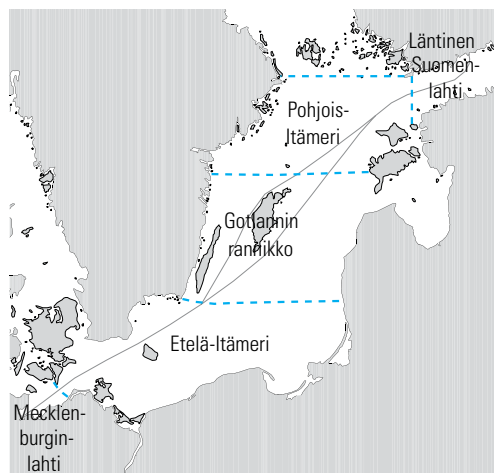 Läntinen
Suomen-
lahti
Pohjois-
Itämeri
Gotlannin
rannikko
Etelä-Itämeri
Mecklen-
burgin-
lahti